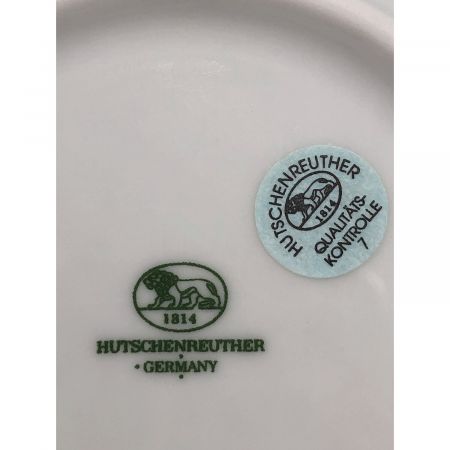 HUTSCHENREUTHER
1814
QUALITÄTS-
KONTROLLE
7
1814
HUTSCHENREUTHER
GERMANY